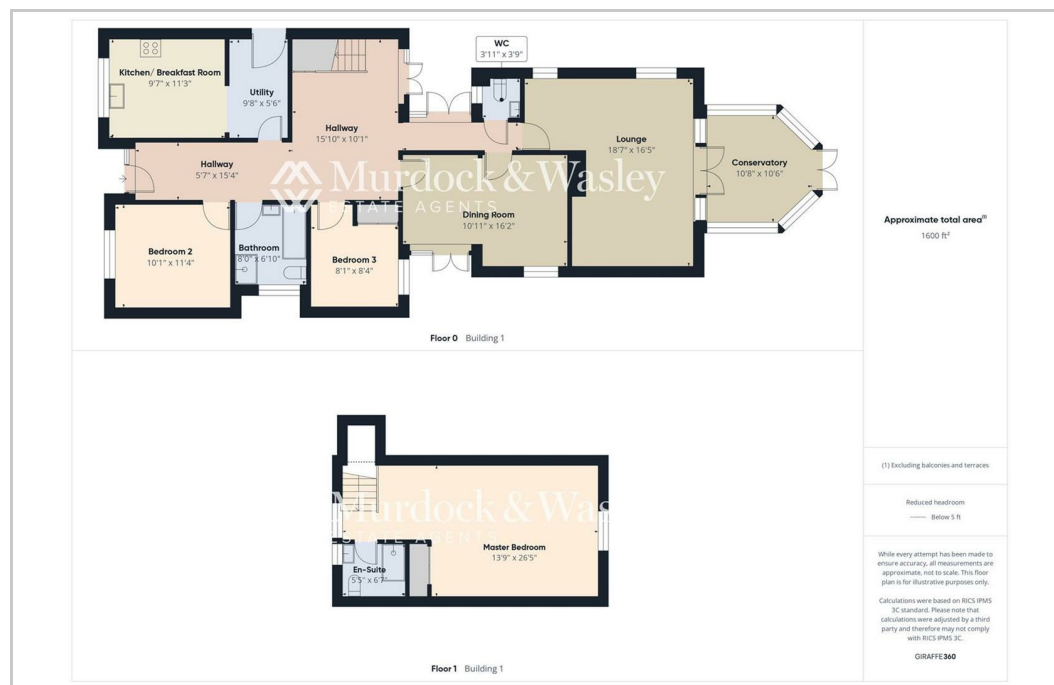 WC
3'11" x 3'9"
Kitchen/ Breakfast Room
9'7" x 11'3"
Utility
9'8" x 5'6"
Hallway
15'10" x 10'1"
Lounge
18'7" x 16'5"
Hallway
5'7" x 15'4"
Conservatory
10'8" x 10'6"
Murdock & Wasley
ESTATE AGENTS
Dining Room
10'11" x 16'2"
Bedroom 2
10'1" x 11'4"
Bathroom
8'0" x 6'10"
Bedroom 3
8'1" x 8'4"
Floor 0 Building 1
Murdock & Wasley
ESTATE AGENTS
Master Bedroom
13'9" x 26'5"
En-Suite
5'5" x 6'7"
Floor 1 Building 1
Approximate total area(1)
1600 ft²
(1) Excluding balconies and terraces
Reduced headroom
Below 5 ft
While every attempt has been made to
ensure accuracy, all measurements are
approximate, not to scale. This floor
plan is for illustrative purposes only.
Calculations were based on RICS IPMS
3C standard. Please note that
calculations were adjusted by a third
party and therefore may not comply
with RICS IPMS 3C.
GIRAFFE360